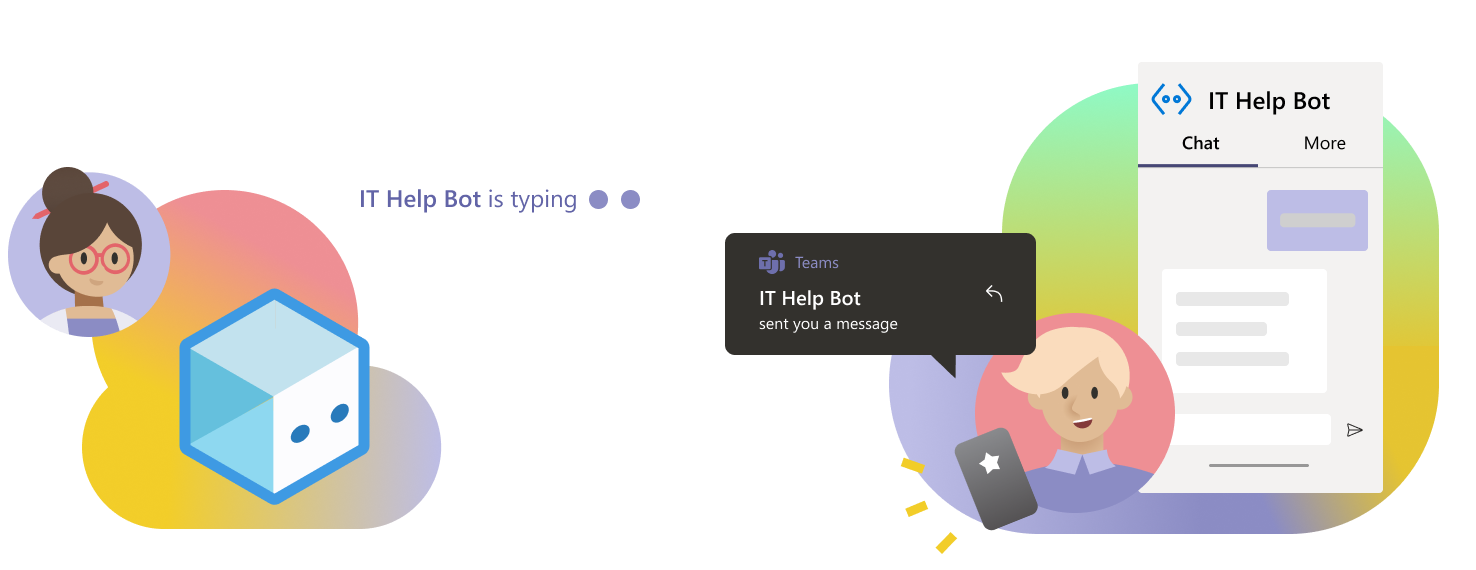 IT Help Bot is typing
Teams
IT Help Bot
sent you a message
IT Help Bot
Chat More